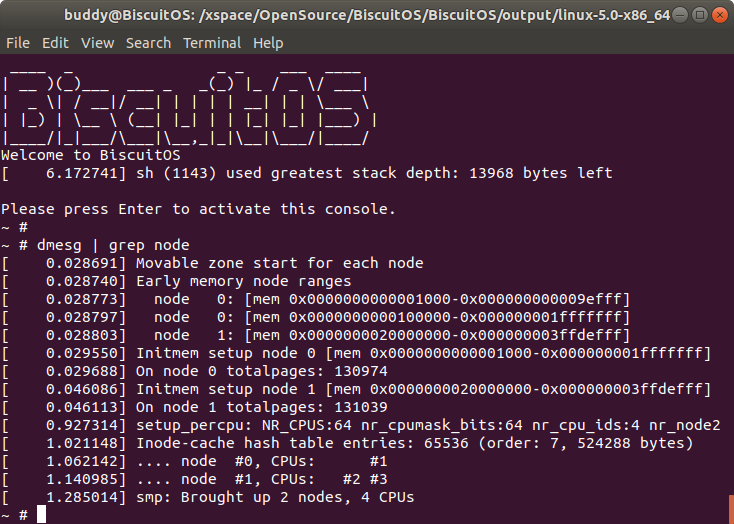 buddy@BiscuitOS: /xspace/OpenSource/BiscuitOS/BiscuitOS/output/linux-5.0-x86_64
File Edit View Search Terminal Help
BiscuitOS
Welcome to BiscuitOS
[    6.172741] sh (1143) used greatest stack depth: 13968 bytes left
Please press Enter to activate this console.
~ #
~ # dmesg | grep node
[    0.028691] Movable zone start for each node
[    0.028740] Early memory node ranges
[    0.028773]   node   0: [mem 0x0000000000001000-0x000000000009efff]
[    0.028797]   node   0: [mem 0x0000000000100000-0x000000001fffffff]
[    0.028803]   node   1: [mem 0x0000000020000000-0x000000003ffdefff]
[    0.029550] Initmem setup node 0 [mem 0x0000000000001000-0x000000001fffffff]
[    0.029688] On node 0 totalpages: 130974
[    0.046086] Initmem setup node 1 [mem 0x0000000020000000-0x000000003ffdefff]
[    0.046113] On node 1 totalpages: 131039
[    0.927314] setup_percpu: NR_CPUS:64 nr_cpumask_bits:64 nr_cpu_ids:4 nr_node2
[    1.021148] Inode-cache hash table entries: 65536 (order: 7, 524288 bytes)
[    1.062142] .... node  #0, CPUs:      #1
[    1.140985] .... node  #1, CPUs:   #2 #3
[    1.285014] smp: Brought up 2 nodes, 4 CPUs
~ #